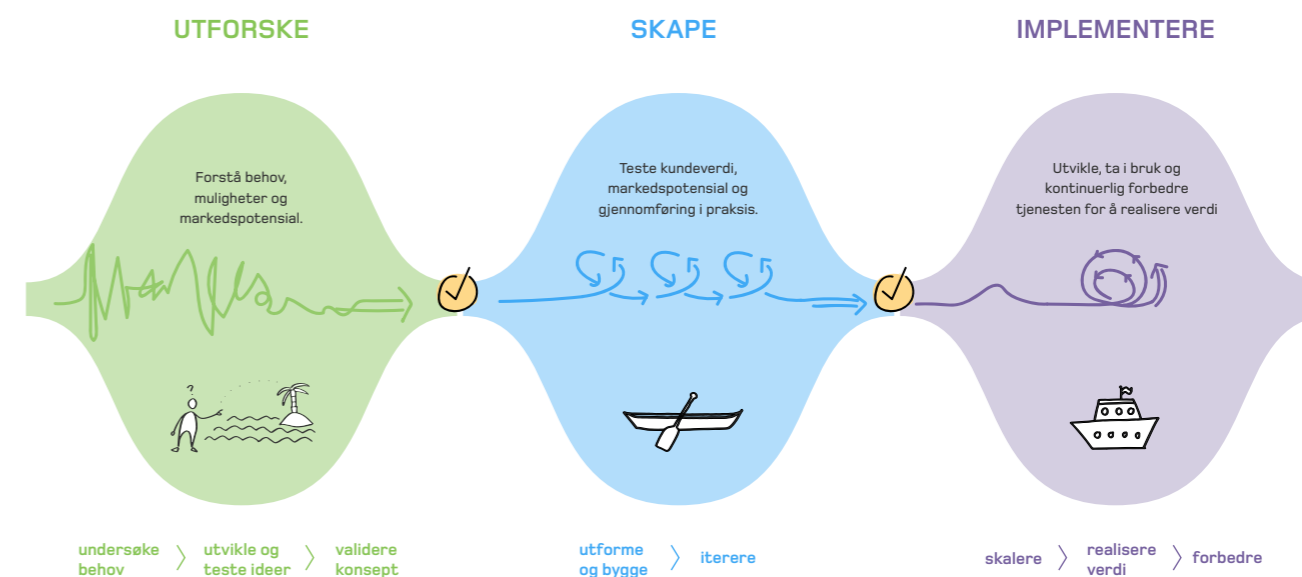 UTFORSKE
SKAPE
IMPLEMENTERE
Forstå behov,
muligheter og
markedspotensial.
Teste kundeverdi,
markedspotensial og
gjennomføring i praksis.
Utvikle, ta i bruk og
kontinuerlig forbedre
tjenesten for å realisere verdi
?
undersøke
behov
utvikle og
teste ideer
validere
konsept
utforme
og bygge
iterere
skalere
realisere
verdi
forbedre